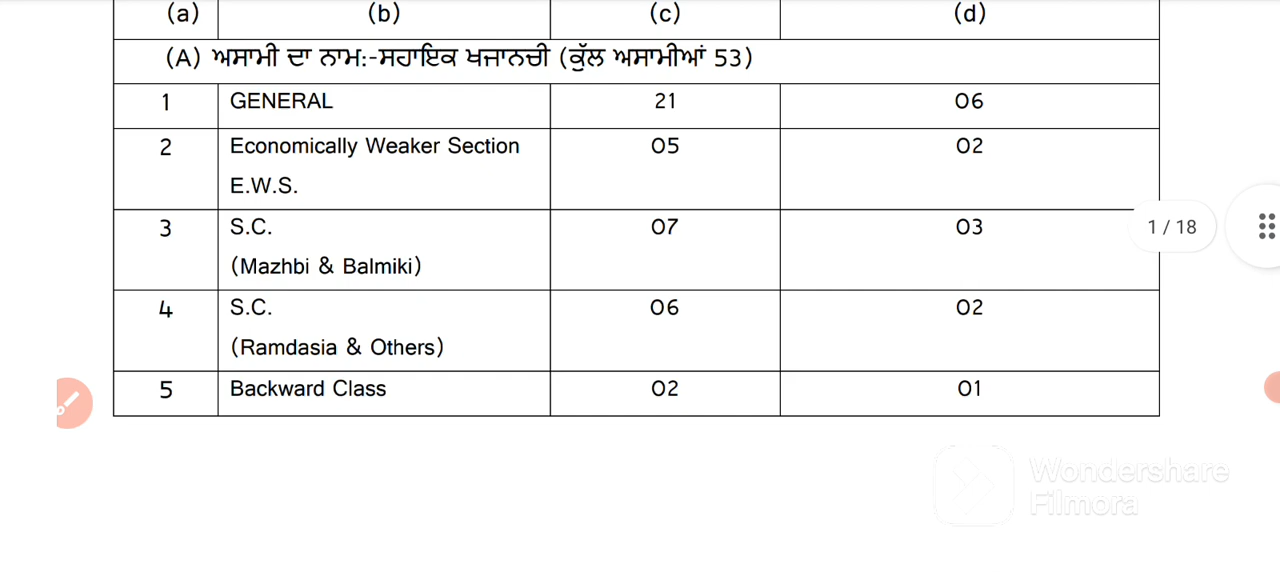 (a) (b) (c) (d)
(A) ਅਸਾਮੀ ਦਾ ਨਾਮ:-ਸਹਾਇਕ ਖਜਾਨਚੀ (ਕੁੱਲ ਅਸਾਮੀਆਂ 53)
1 GENERAL 21 06
2 Economically Weaker Section 05 02
E.W.S.
3 S.C. 07 03
(Mazhbi & Balmiki)
1 / 18
4 S.C. 06 02
(Ramdasia & Others)
5 Backward Class 02 01
Wondershare
Filmora